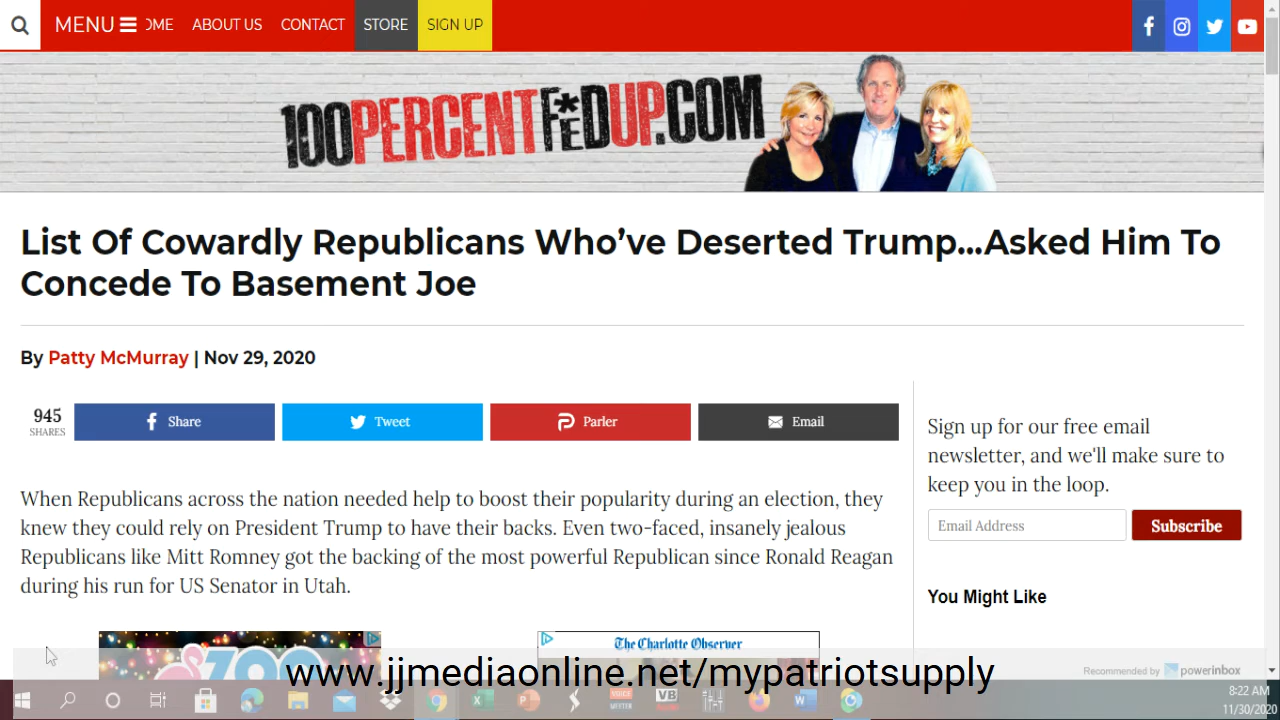 MENU OME ABOUT US CONTACT STORE SIGN UP
100PERCENTF*EDUP.COM
List Of Cowardly Republicans Who’ve Deserted Trump…Asked Him To
Concede To Basement Joe
By Patty McMurray | Nov 29, 2020
945
SHARES
Share
Tweet
Parler
Email
When Republicans across the nation needed help to boost their popularity during an election, they
knew they could rely on President Trump to have their backs. Even two-faced, insanely jealous
Republicans like Mitt Romney got the backing of the most powerful Republican since Ronald Reagan
during his run for US Senator in Utah.
Sign up for our free email
newsletter, and we'll make sure to
keep you in the loop.
Email Address Subscribe
You Might Like
The Charlotte Observer
Recommended by powerinbox
www.jjmediaonline.net/mypatriotsupply
8:22 AM
11/30/2020